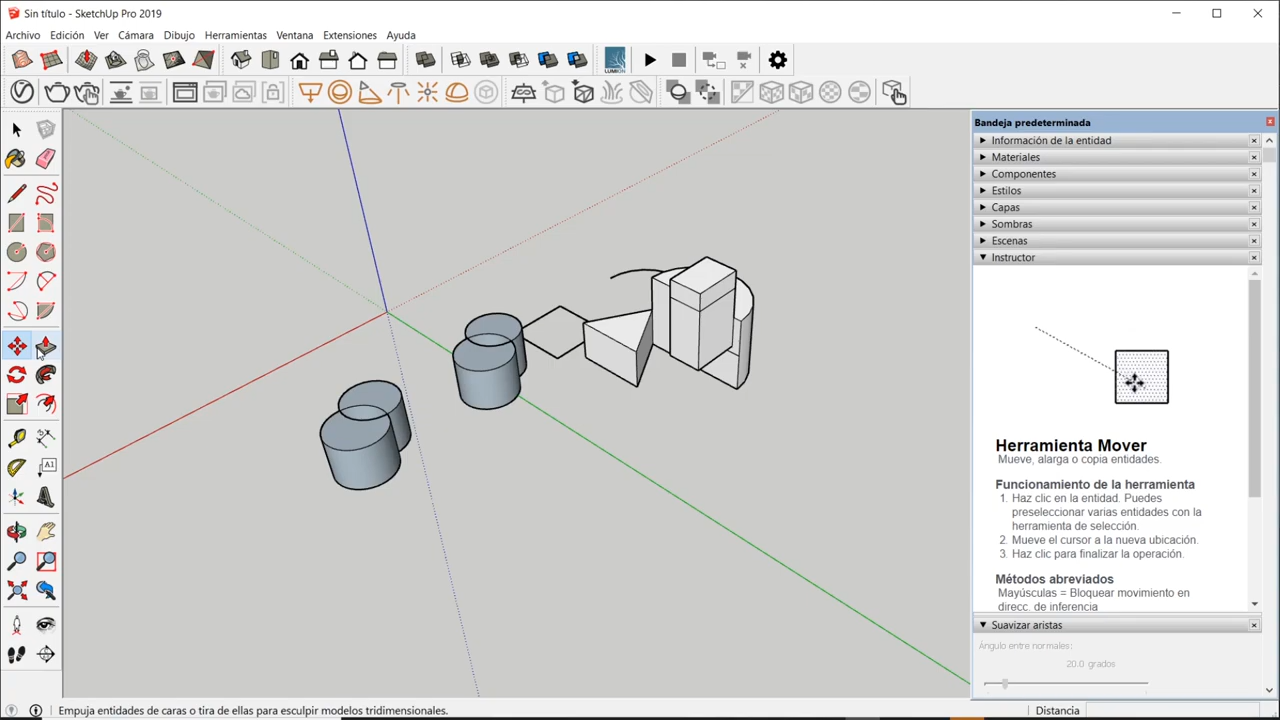 Sin título - SketchUp Pro 2019
Archivo Edición Ver Cámara Dibujo Herramientas Ventana Extensiones Ayuda
LUMION
A1
Bandeja predeterminada
Información de la entidad
Materiales
Componentes
Estilos
Capas
Sombras
Escenas
Instructor
Herramienta Mover
Mueve, alarga o copia entidades.
Funcionamiento de la herramienta
1. Haz clic en la entidad. Puedes
preseleccionar varias entidades con la
herramienta de selección.
2. Mueve el cursor a la nueva ubicación.
3. Haz clic para finalizar la operación.
Métodos abreviados
Mayúsculas = Bloquear movimiento en
direcc. de inferencia
Suavizar aristas
Ángulo entre normales:
20.0 grados
Empuja entidades de caras o tira de ellas para esculpir modelos tridimensionales.
Distancia